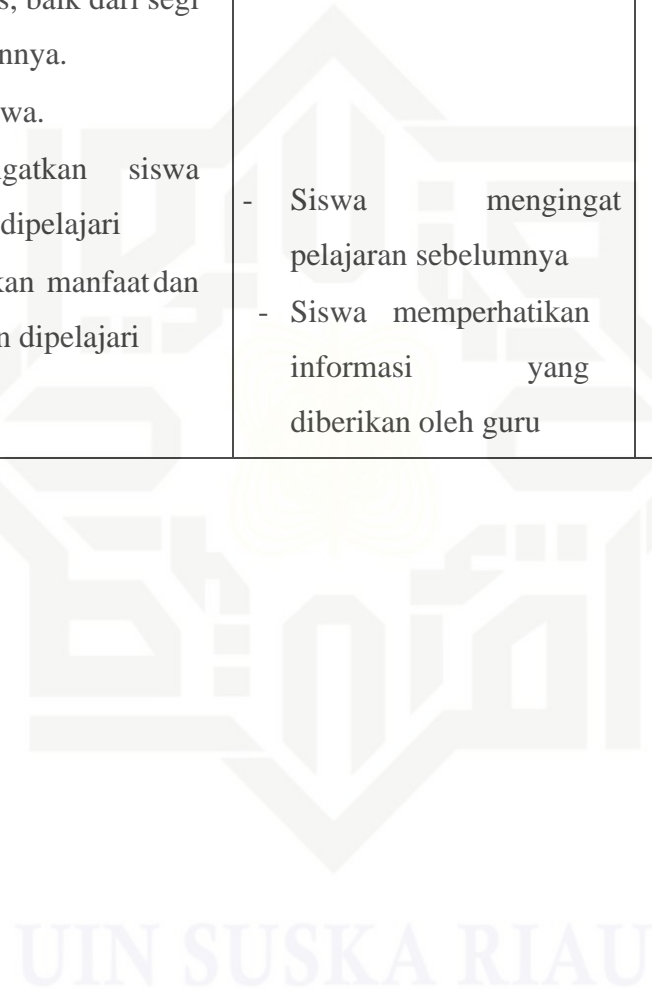 baik dari segi
nnya.
wa.
gatkan siswa
dipelajari
kan manfaat dan
n dipelajari
- Siswa mengingat
pelajaran sebelumnya
- Siswa memperhatikan
informasi yang
diberikan oleh guru
UIN SUSKA RIAU